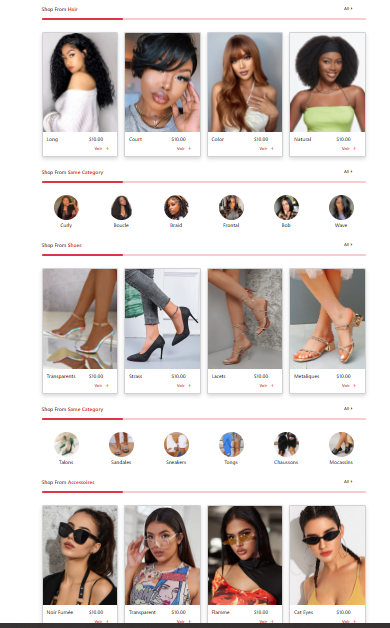 Shop From Hair All
Long $10.00 Court $10.00 Color $10.00 Natural $10.00
Voir + Voir + Voir + Voir +
Shop From Same Category All
Curly Boucle Braid Frontal Bob Wave
Shop From Shoes All
Transparents $10.00 Strass $10.00 Lacets $10.00 Metaliques $10.00
Voir + Voir + Voir + Voir +
Shop From Same Category All
Talons Sandales Sneakers Tongs Chaussons Mocassins
Shop From Accessoires All
Noir Fumée $10.00 Transparent $10.00 Flamme $10.00 Cat Eyes $10.00
Voir + Voir + Voir + Voir +